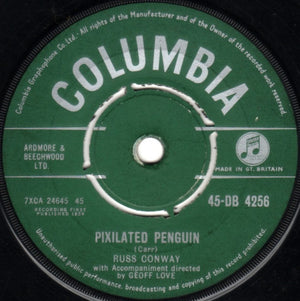 Columbia Graphophone Co. Ltd. All rights of the Manufacturer and of the Owner of the recorded work reserved
COLUMBIA
ARDMORE &
BEECHWOOD
LTD.
MADE IN GT. BRITAIN
7XCA 24645 45
45-DB 4256
RECORDING FIRST
PUBLISHED
PIXILATED PENGUIN
(Carr)
RUSS CONWAY
with Accompaniment directed
by GEOFF LOVE
Unauthorised public performance, broadcasting and copying of this record prohibited.